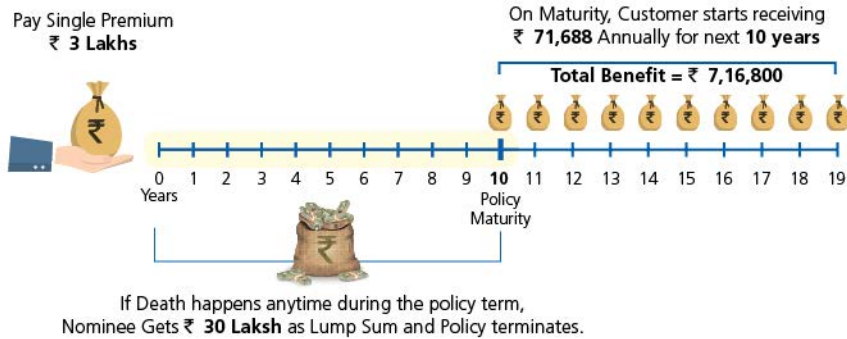 Pay Single Premium
₹ 3 Lakhs
On Maturity, Customer starts receiving
₹ 71,688 Annually for next 10 years
Total Benefit = ₹ 7,16,800
₹
₹ ₹ ₹ ₹ ₹ ₹ ₹ ₹ ₹ ₹
0 1 2 3 4 5 6 7 8 9 10 11 12 13 14 15 16 17 18 19
Years
Policy
Maturity
₹
If Death happens anytime during the policy term,
Nominee Gets ₹ 30 Laksh as Lump Sum and Policy terminates.